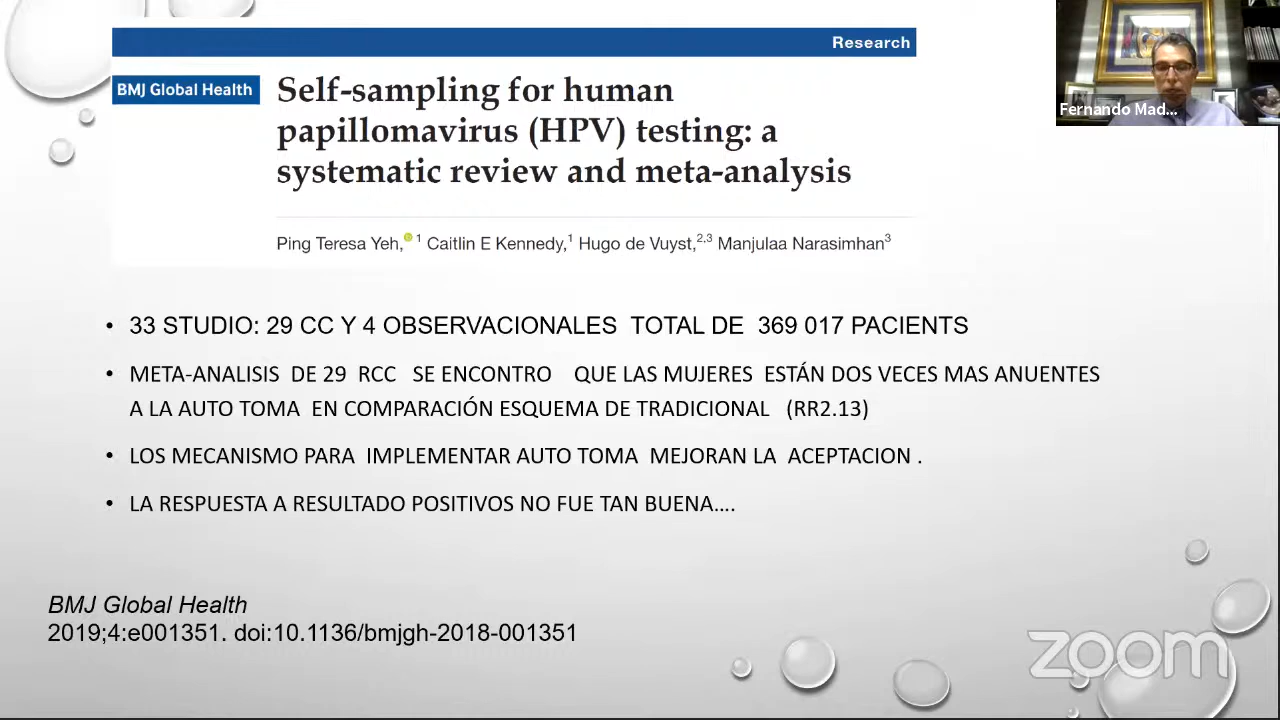 Research
BMJ Global Health
Self-sampling for human
papillomavirus (HPV) testing: a
systematic review and meta-analysis
Ping Teresa Yeh,1 Caitlin E Kennedy,1 Hugo de Vuyst,2,3 Manjulaa Narasimhan3
Fernando Mad...
• 33 STUDIO: 29 CC Y 4 OBSERVACIONALES TOTAL DE 369 017 PACIENTS
• META-ANALISIS DE 29 RCC SE ENCONTRO QUE LAS MUJERES ESTÁN DOS VECES MAS ANUENTES
A LA AUTO TOMA EN COMPARACIÓN ESQUEMA DE TRADICIONAL (RR2.13)
• LOS MECANISMO PARA IMPLEMENTAR AUTO TOMA MEJORAN LA ACEPTACION .
• LA RESPUESTA A RESULTADO POSITIVOS NO FUE TAN BUENA....
BMJ Global Health
2019;4:e001351. doi:10.1136/bmjgh-2018-001351
zoom